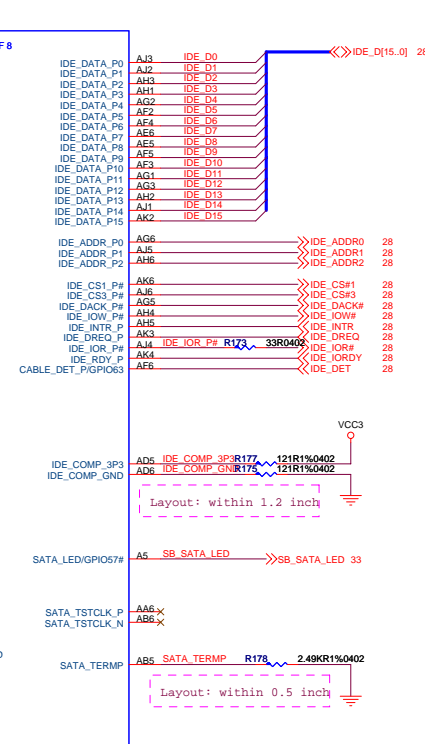 F 8
IDE_DATA_P0 AJ3 IDE_D0 IDE_D[15..0] 28
IDE_DATA_P1 AJ2 IDE_D1
IDE_DATA_P2 AH3 IDE_D2
IDE_DATA_P3 AH1 IDE_D3
IDE_DATA_P4 AG2 IDE_D4
IDE_DATA_P5 AF2 IDE_D5
IDE_DATA_P6 AF4 IDE_D6
IDE_DATA_P7 AE6 IDE_D7
IDE_DATA_P8 AE5 IDE_D8
IDE_DATA_P9 AF5 IDE_D9
IDE_DATA_P10 AF3 IDE_D10
IDE_DATA_P11 AG1 IDE_D11
IDE_DATA_P12 AG3 IDE_D12
IDE_DATA_P13 AH2 IDE_D13
IDE_DATA_P14 AJ1 IDE_D14
IDE_DATA_P15 AK2 IDE_D15
IDE_ADDR_P0 AG6 IDE_ADDR0 28
IDE_ADDR_P1 AJ5 IDE_ADDR1 28
IDE_ADDR_P2 AH6 IDE_ADDR2 28
IDE_CS1_P# AK6 IDE_CS#1 28
IDE_CS3_P# AJ6 IDE_CS#3 28
IDE_DACK_P# AG5 IDE_DACK# 28
IDE_IOW_P# AH4 IDE_IOW# 28
IDE_INTR_P AH5 IDE_INTR 28
IDE_DREQ_P AK3 IDE_DREQ 28
IDE_IOR_P# AJ4 IDE_IOR_P# R173 33R0402 IDE_IOR# 28
IDE_RDY_P AK4 IDE_IORDY 28
CABLE_DET_P/GPIO63 AF6 IDE_DET 28
VCC3
IDE_COMP_3P3 AD5 IDE_COMP_3P3 R177 121R1%0402
IDE_COMP_GND AD6 IDE_COMP_GND R175 121R1%0402
Layout: within 1.2 inch
SATA_LED/GPIO57# A5 SB_SATA_LED SB_SATA_LED 33
SATA_TSTCLK_P AA6
SATA_TSTCLK_N AB6
SATA_TERMP AB5 SATA_TERMP R178 2.49KR1%0402
Layout: within 0.5 inch